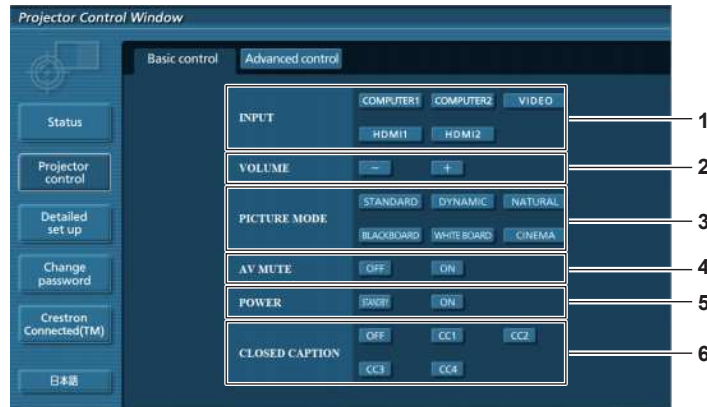 Projector Control Window
Basic control Advanced control
Status
Projector control
Detailed set up
Change password
Crestron Connected(TM)
日本語
INPUT COMPUTER1 COMPUTER2 VIDEO
HDMI1 HDMI2
1
VOLUME - +
2
PICTURE MODE STANDARD DYNAMIC NATURAL
BLACKBOARD WHITE BOARD CINEMA
3
AV MUTE OFF ON
4
POWER STANDBY ON
5
CLOSED CAPTION OFF CC1 CC2
CC3 CC4
6